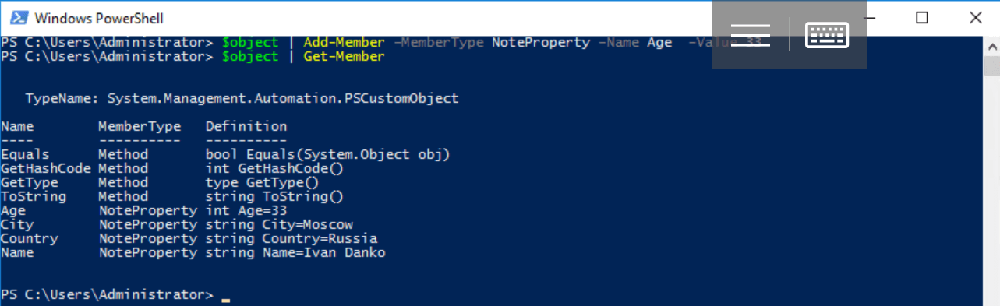 Windows PowerShell
PS C:\Users\Administrator> $object | Add-Member -MemberType NoteProperty -Name Age  -Value 33
PS C:\Users\Administrator> $object | Get-Member
TypeName: System.Management.Automation.PSCustomObject
Name        MemberType   Definition
----        ----------   ----------
Equals      Method       bool Equals(System.Object obj)
GetHashCode Method       int GetHashCode()
GetType     Method       type GetType()
ToString    Method       string ToString()
Age         NoteProperty int Age=33
City        NoteProperty string City=Moscow
Country     NoteProperty string Country=Russia
Name        NoteProperty string Name=Ivan Danko
PS C:\Users\Administrator> _